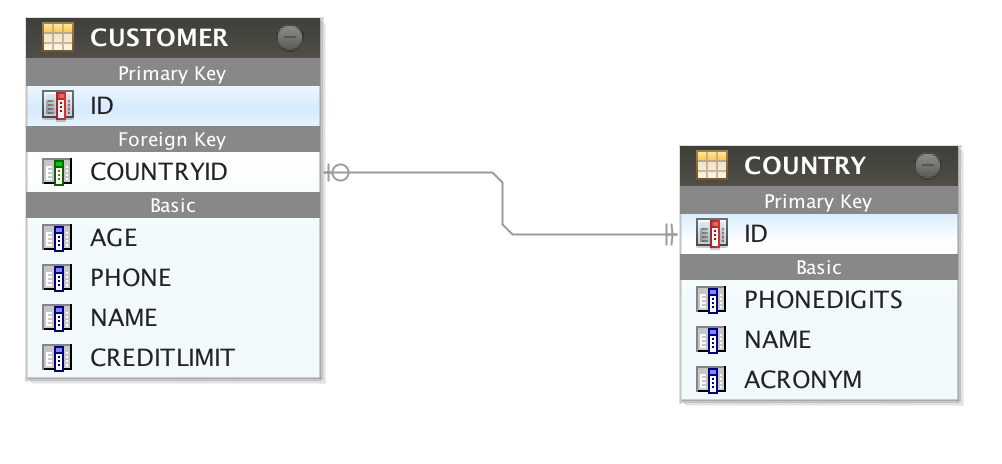 CUSTOMER
Primary Key
ID
Foreign Key
COUNTRYID
Basic
AGE
PHONE
NAME
CREDITLIMIT
COUNTRY
Primary Key
ID
Basic
PHONEDIGITS
NAME
ACRONYM